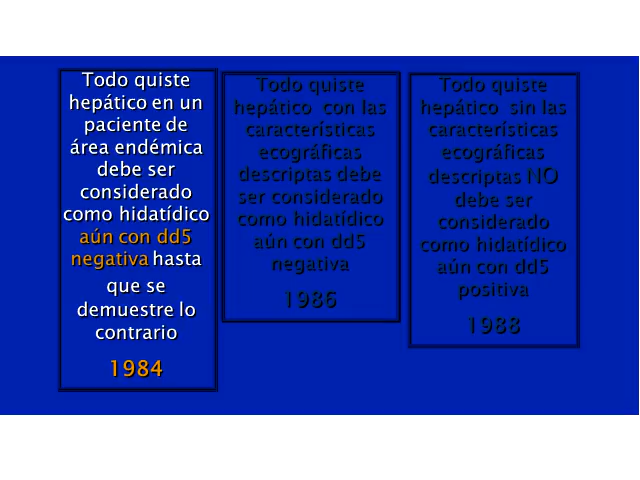 Todo quiste
hepático en un
paciente de
área endémica
debe ser
considerado
como hidatídico
aún con dd5
negativa hasta
que se
demuestre lo
contrario
1984
Todo quiste
hepático con las
características
ecográficas
descriptas debe
ser considerado
como hidatídico
aún con dd5
negativa
1986
Todo quiste
hepático sin las
características
ecográficas
descriptas NO
debe ser
considerado
como hidatídico
aún con dd5
positiva
1988